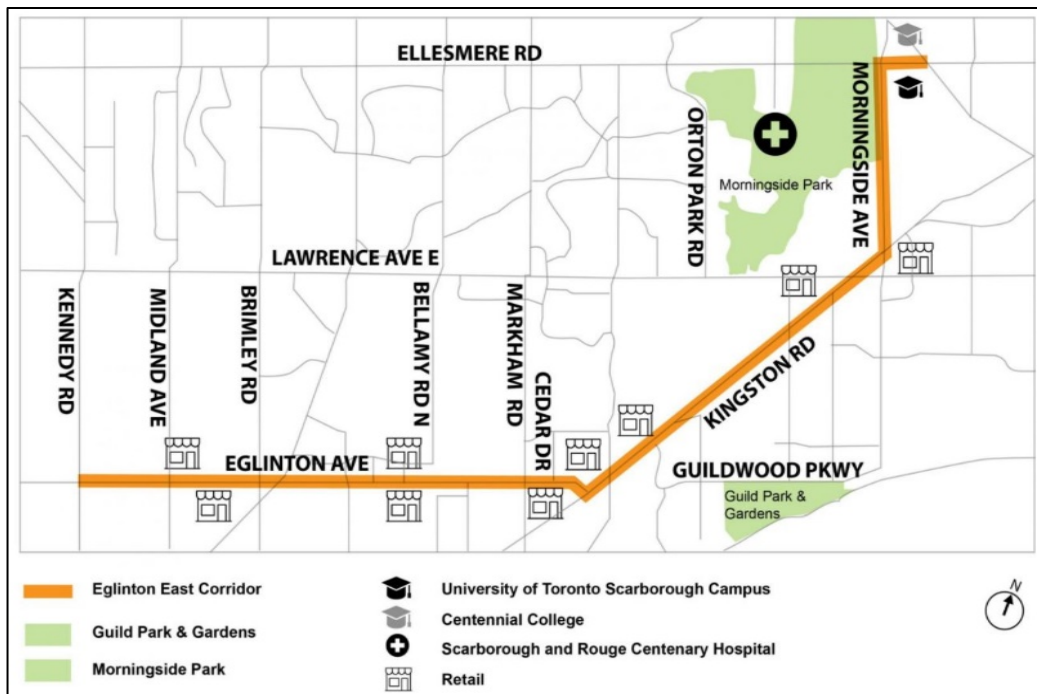 ELLESMERE RD
MORNINGSIDE AVE
ORTON PARK RD
Morningside Park
LAWRENCE AVE E
KENNEDY RD
MIDLAND AVE
BRIMLEY RD
BELLAMY RD N
MARKHAM RD
CEDAR DR
KINGSTON RD
EGLINTON AVE
GUILDWOOD PKWY
Guild Park &
Gardens
Eglinton East Corridor
Guild Park & Gardens
Morningside Park
University of Toronto Scarborough Campus
Centennial College
Scarborough and Rouge Centenary Hospital
Retail
N